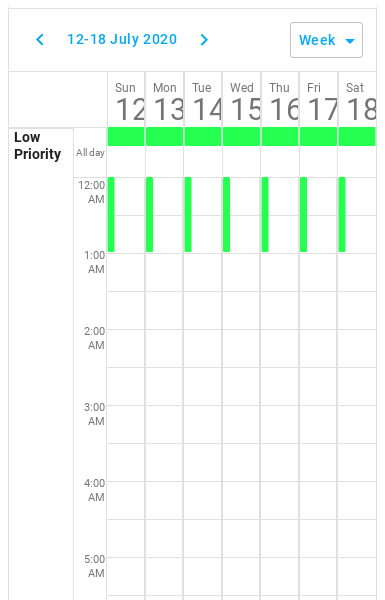 12-18 July 2020
Week
Sun Mon Tue Wed Thu Fri Sat
12 13 14 15 16 17 18
Low
Priority
All day
12:00
AM
1:00
AM
2:00
AM
3:00
AM
4:00
AM
5:00
AM